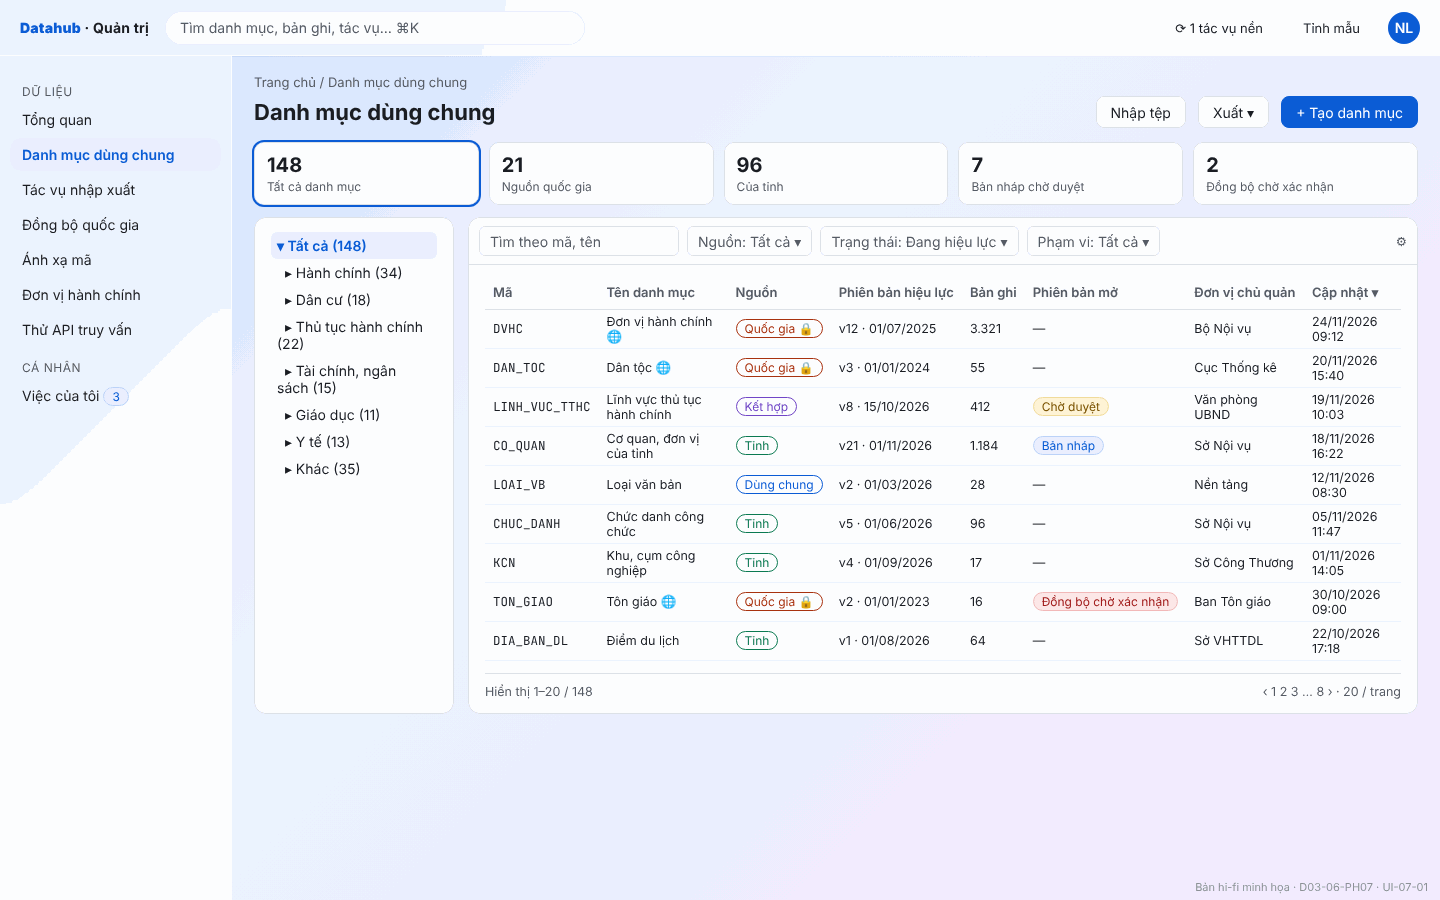 Datahub · Quản trị
Tìm danh mục, bản ghi, tác vụ... ⌘K
⟳ 1 tác vụ nền
Tỉnh mẫu
NL
DỮ LIỆU
Tổng quan
Danh mục dùng chung
Tác vụ nhập xuất
Đồng bộ quốc gia
Ánh xạ mã
Đơn vị hành chính
Thử API truy vấn
CÁ NHÂN
Việc của tôi 3
Trang chủ / Danh mục dùng chung
Danh mục dùng chung
Nhập tệp
Xuất ▾
+ Tạo danh mục
148
Tất cả danh mục
21
Nguồn quốc gia
96
Của tỉnh
7
Bản nháp chờ duyệt
2
Đồng bộ chờ xác nhận
▾ Tất cả (148)
▸ Hành chính (34)
▸ Dân cư (18)
▸ Thủ tục hành chính
(22)
▸ Tài chính, ngân
sách (15)
▸ Giáo dục (11)
▸ Y tế (13)
▸ Khác (35)
Tìm theo mã, tên
Nguồn: Tất cả ▾
Trạng thái: Đang hiệu lực ▾
Phạm vi: Tất cả ▾
⚙
Mã Tên danh mục Nguồn Phiên bản hiệu lực Bản ghi Phiên bản mở Đơn vị chủ quản Cập nhật ▾
DVHC Đơn vị hành chính 🌐 Quốc gia 🔒 v12 · 01/07/2025 3.321 — Bộ Nội vụ 24/11/2026 09:12
DAN_TOC Dân tộc 🌐 Quốc gia 🔒 v3 · 01/01/2024 55 — Cục Thống kê 20/11/2026 15:40
LINH_VUC_TTHC Lĩnh vực thủ tục hành chính Kết hợp v8 · 15/10/2026 412 Chờ duyệt Văn phòng UBND 19/11/2026 10:03
CO_QUAN Cơ quan, đơn vị của tỉnh Tỉnh v21 · 01/11/2026 1.184 Bản nháp Sở Nội vụ 18/11/2026 16:22
LOAI_VB Loại văn bản Dùng chung v2 · 01/03/2026 28 — Nền tảng 12/11/2026 08:30
CHUC_DANH Chức danh công chức Tỉnh v5 · 01/06/2026 96 — Sở Nội vụ 05/11/2026 11:47
KCN Khu, cụm công nghiệp Tỉnh v4 · 01/09/2026 17 — Sở Công Thương 01/11/2026 14:05
TON_GIAO Tôn giáo 🌐 Quốc gia 🔒 v2 · 01/01/2023 16 Đồng bộ chờ xác nhận Ban Tôn giáo 30/10/2026 09:00
DIA_BAN_DL Điểm du lịch Tỉnh v1 · 01/08/2026 64 — Sở VHTTDL 22/10/2026 17:18
Hiển thị 1–20 / 148
‹ 1 2 3 … 8 › · 20 / trang
Bản hi-fi minh họa · D03-06-PH07 · UI-07-01